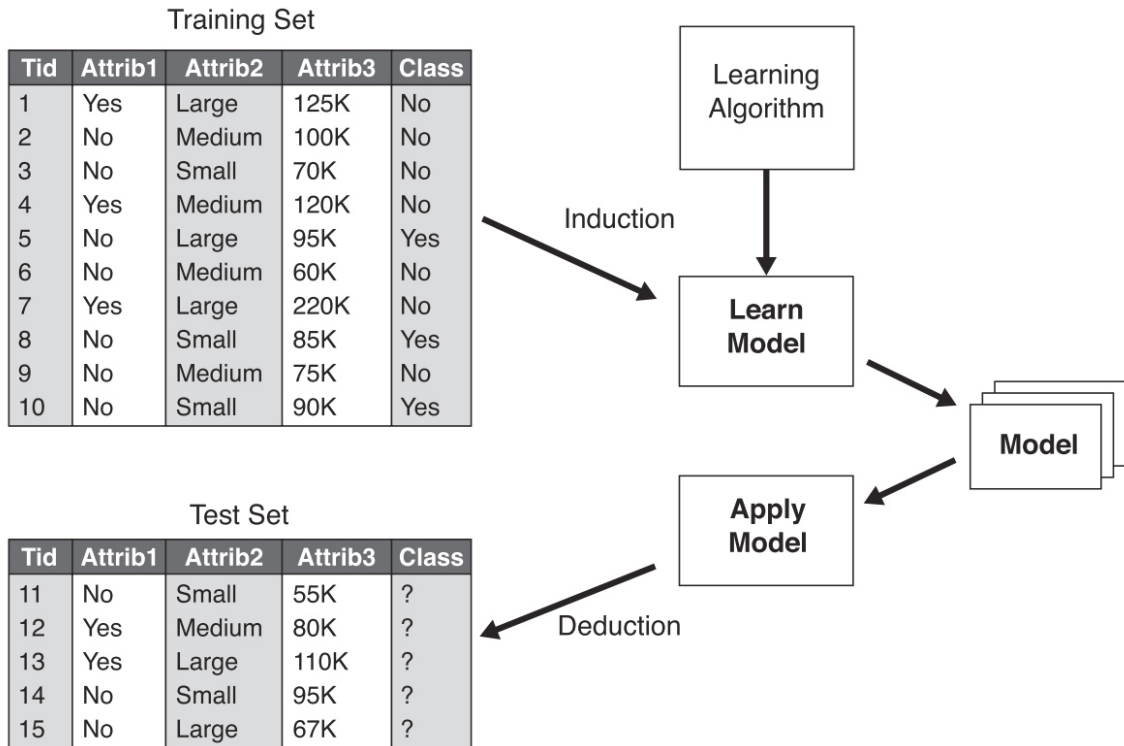 Training Set
Tid Attrib1 Attrib2 Attrib3 Class
1 Yes Large 125K No
2 No Medium 100K No
3 No Small 70K No
4 Yes Medium 120K No
5 No Large 95K Yes
6 No Medium 60K No
7 Yes Large 220K No
8 No Small 85K Yes
9 No Medium 75K No
10 No Small 90K Yes
Learning
Algorithm
Induction
Learn
Model
Model
Apply
Model
Deduction
Test Set
Tid Attrib1 Attrib2 Attrib3 Class
11 No Small 55K ?
12 Yes Medium 80K ?
13 Yes Large 110K ?
14 No Small 95K ?
15 No Large 67K ?